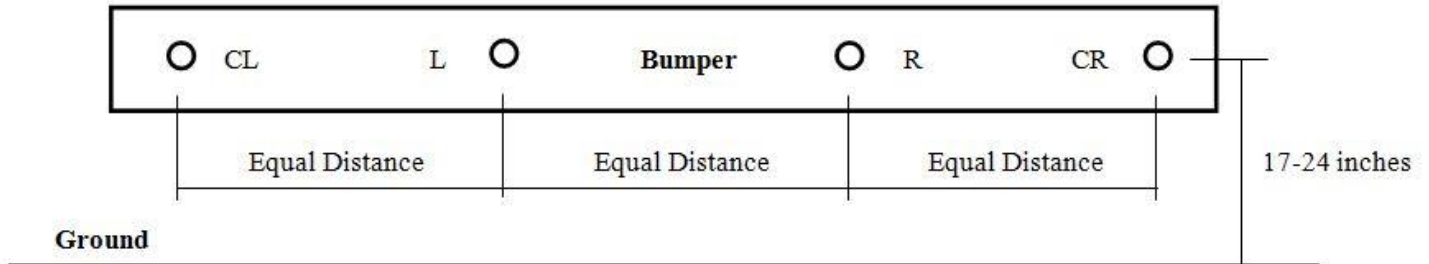 CL L Bumper R CR
Equal Distance Equal Distance Equal Distance 17-24 inches
Ground